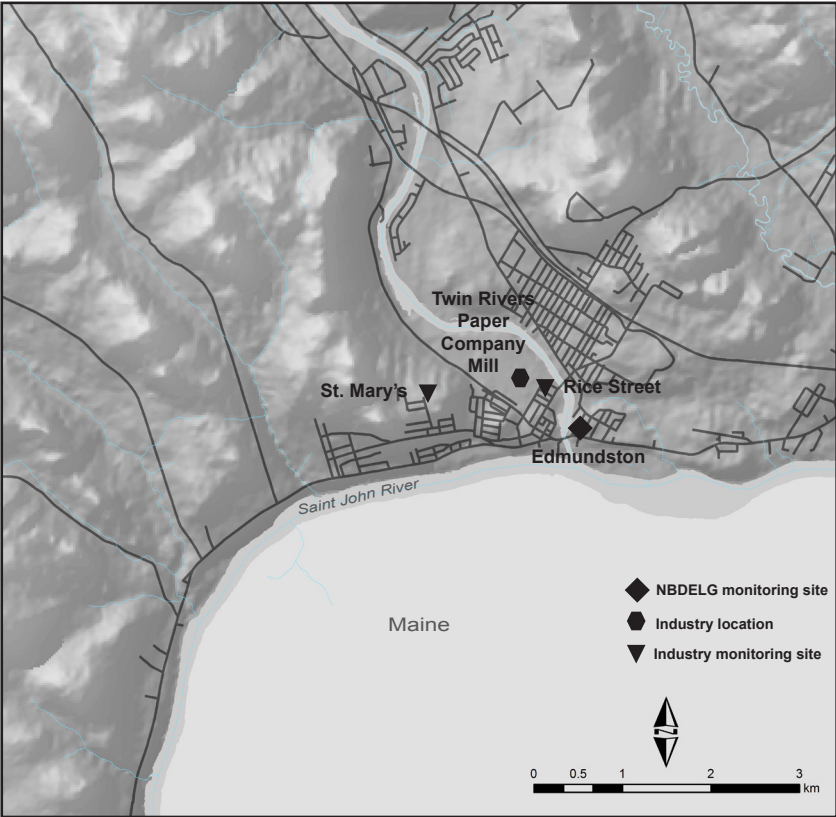 Twin Rivers
Paper
Company
Mill
St. Mary's
Rice Street
Edmundston
Saint John River
Maine
NBDELG monitoring site
Industry location
Industry monitoring site
N
0 0.5 1 2 3
km